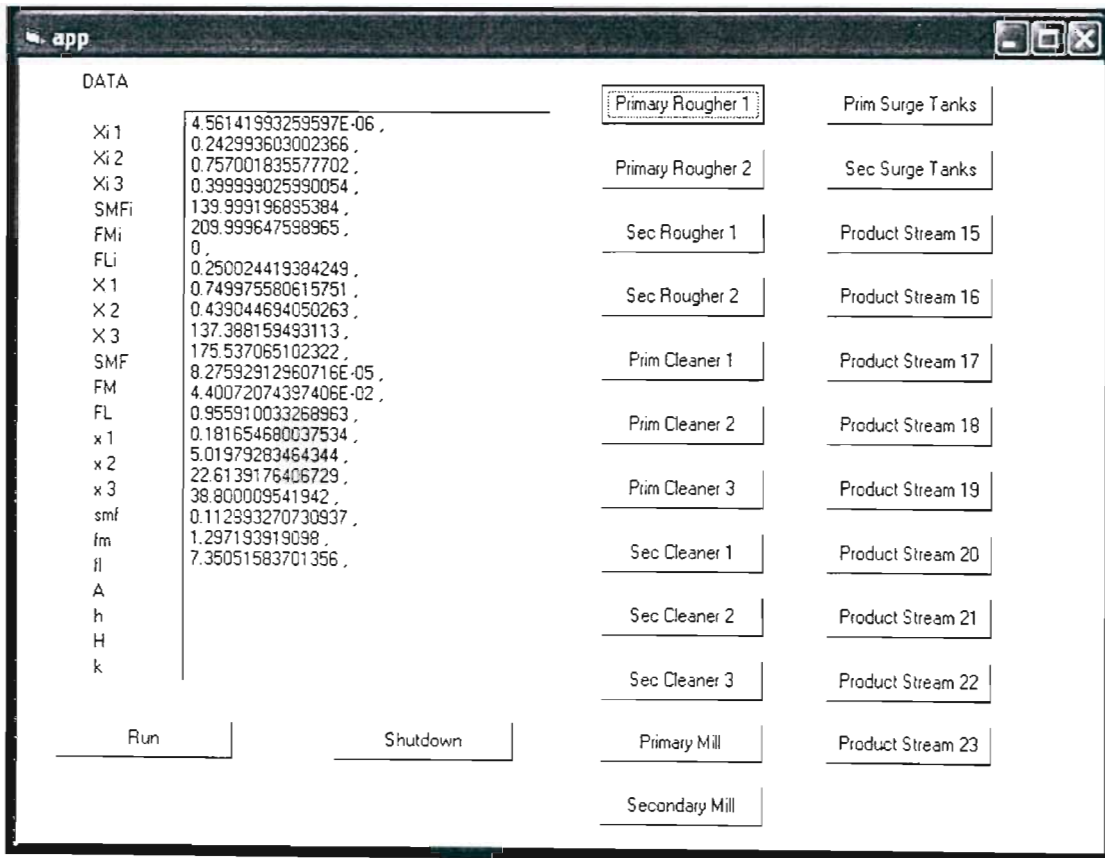 app
DATA
Xi 1
Xi 2
Xi 3
SMFi
FMi
FLi
X 1
X 2
X 3
SMF
FM
FL
x 1
x 2
x 3
smf
fm
fl
A
h
H
k
4.56141993259597E-06 ,
0.242993603002366 ,
0.757001835577702 ,
0.399999025990054 ,
139.999196895384 ,
209.999647598965 ,
0 ,
0.250024419384249 ,
0.749975580615751 ,
0.439044694050263 ,
137.388159493113 ,
175.537065102322 ,
8.27592912960716E-05 ,
4.40072074397406E-02 ,
0.955910033268963 ,
0.181654680037534 ,
5.01979283464344 ,
22.6139176406729 ,
38.800009541942 ,
0.112893270730937 ,
1.297193919098 ,
7.35051583701356 ,
Run
Shutdown
Primary Rougher 1
Primary Rougher 2
Sec Rougher 1
Sec Rougher 2
Prim Cleaner 1
Prim Cleaner 2
Prim Cleaner 3
Sec Cleaner 1
Sec Cleaner 2
Sec Cleaner 3
Primary Mill
Secondary Mill
Prim Surge Tanks
Sec Surge Tanks
Product Stream 15
Product Stream 16
Product Stream 17
Product Stream 18
Product Stream 19
Product Stream 20
Product Stream 21
Product Stream 22
Product Stream 23